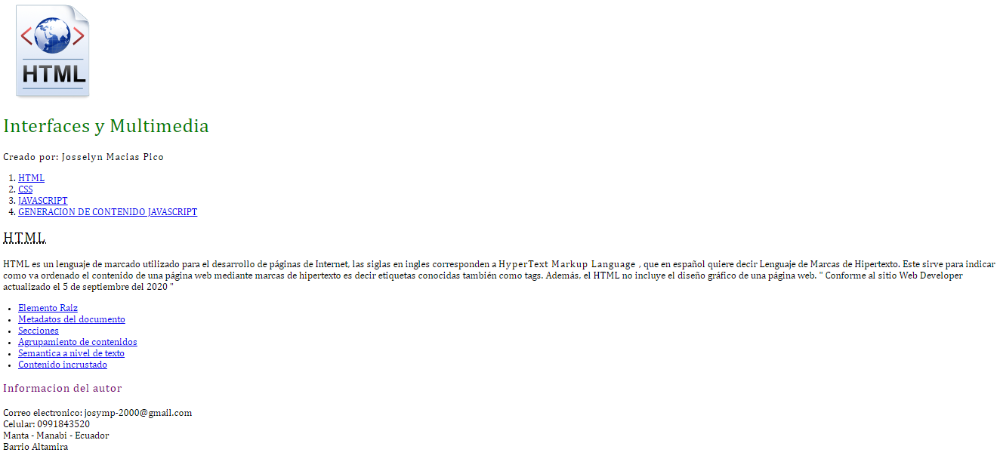 < >
HTML
Interfaces y Multimedia
Creado por: Josselyn Macias Pico
1. HTML
2. CSS
3. JAVASCRIPT
4. GENERACION DE CONTENIDO JAVASCRIPT
HTML
HTML es un lenguaje de marcado utilizado para el desarrollo de páginas de Internet, las siglas en ingles corresponden a HyperText Markup Language , que en español quiere decir Lenguaje de Marcas de Hipertexto. Este sirve para indicar
como va ordenado el contenido de una página web mediante marcas de hipertexto es decir etiquetas conocidas también como tags. Además, el HTML no incluye el diseño gráfico de una página web. " Conforme al sitio Web Developer
actualizado el 5 de septiembre del 2020 "
• Elemento Raiz
• Metadatos del documento
• Secciones
• Agrupamiento de contenidos
• Semantica a nivel de texto
• Contenido incrustado
Informacion del autor
Correo electronico: josymp-2000@gmail.com
Celular: 0991843520
Manta - Manabi - Ecuador
Barrio Altamira